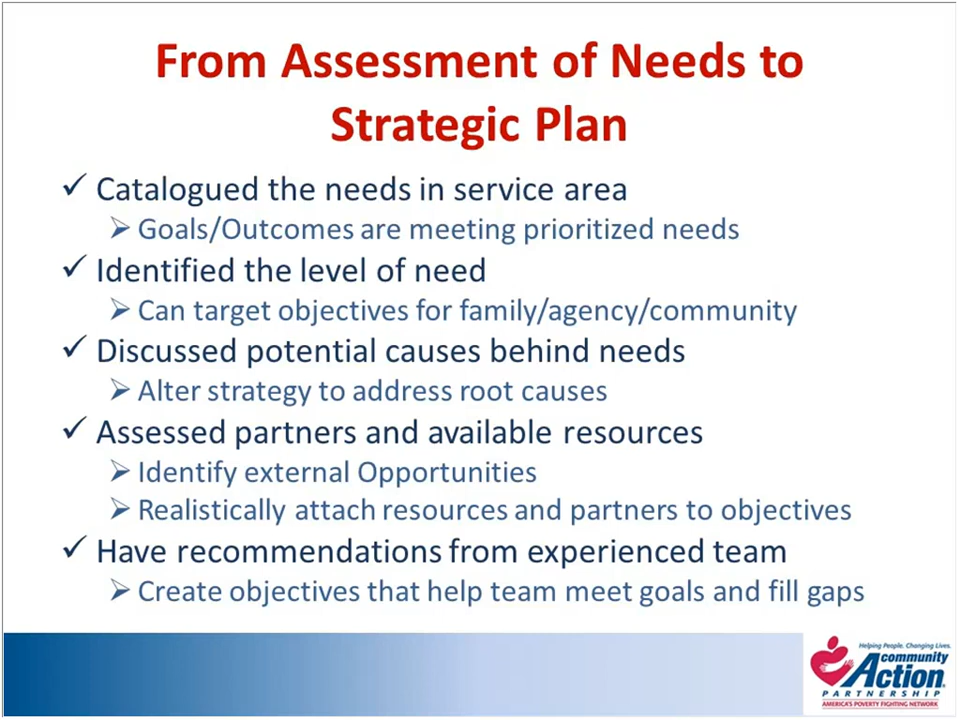 From Assessment of Needs to
Strategic Plan
Catalogued the needs in service area
Goals/Outcomes are meeting prioritized needs
Identified the level of need
Can target objectives for family/agency/community
Discussed potential causes behind needs
Alter strategy to address root causes
Assessed partners and available resources
Identify external Opportunities
Realistically attach resources and partners to objectives
Have recommendations from experienced team
Create objectives that help team meet goals and fill gaps
Helping People. Changing Lives.
community
Action®
PARTNERSHIP
AMERICA'S POVERTY FIGHTING NETWORK